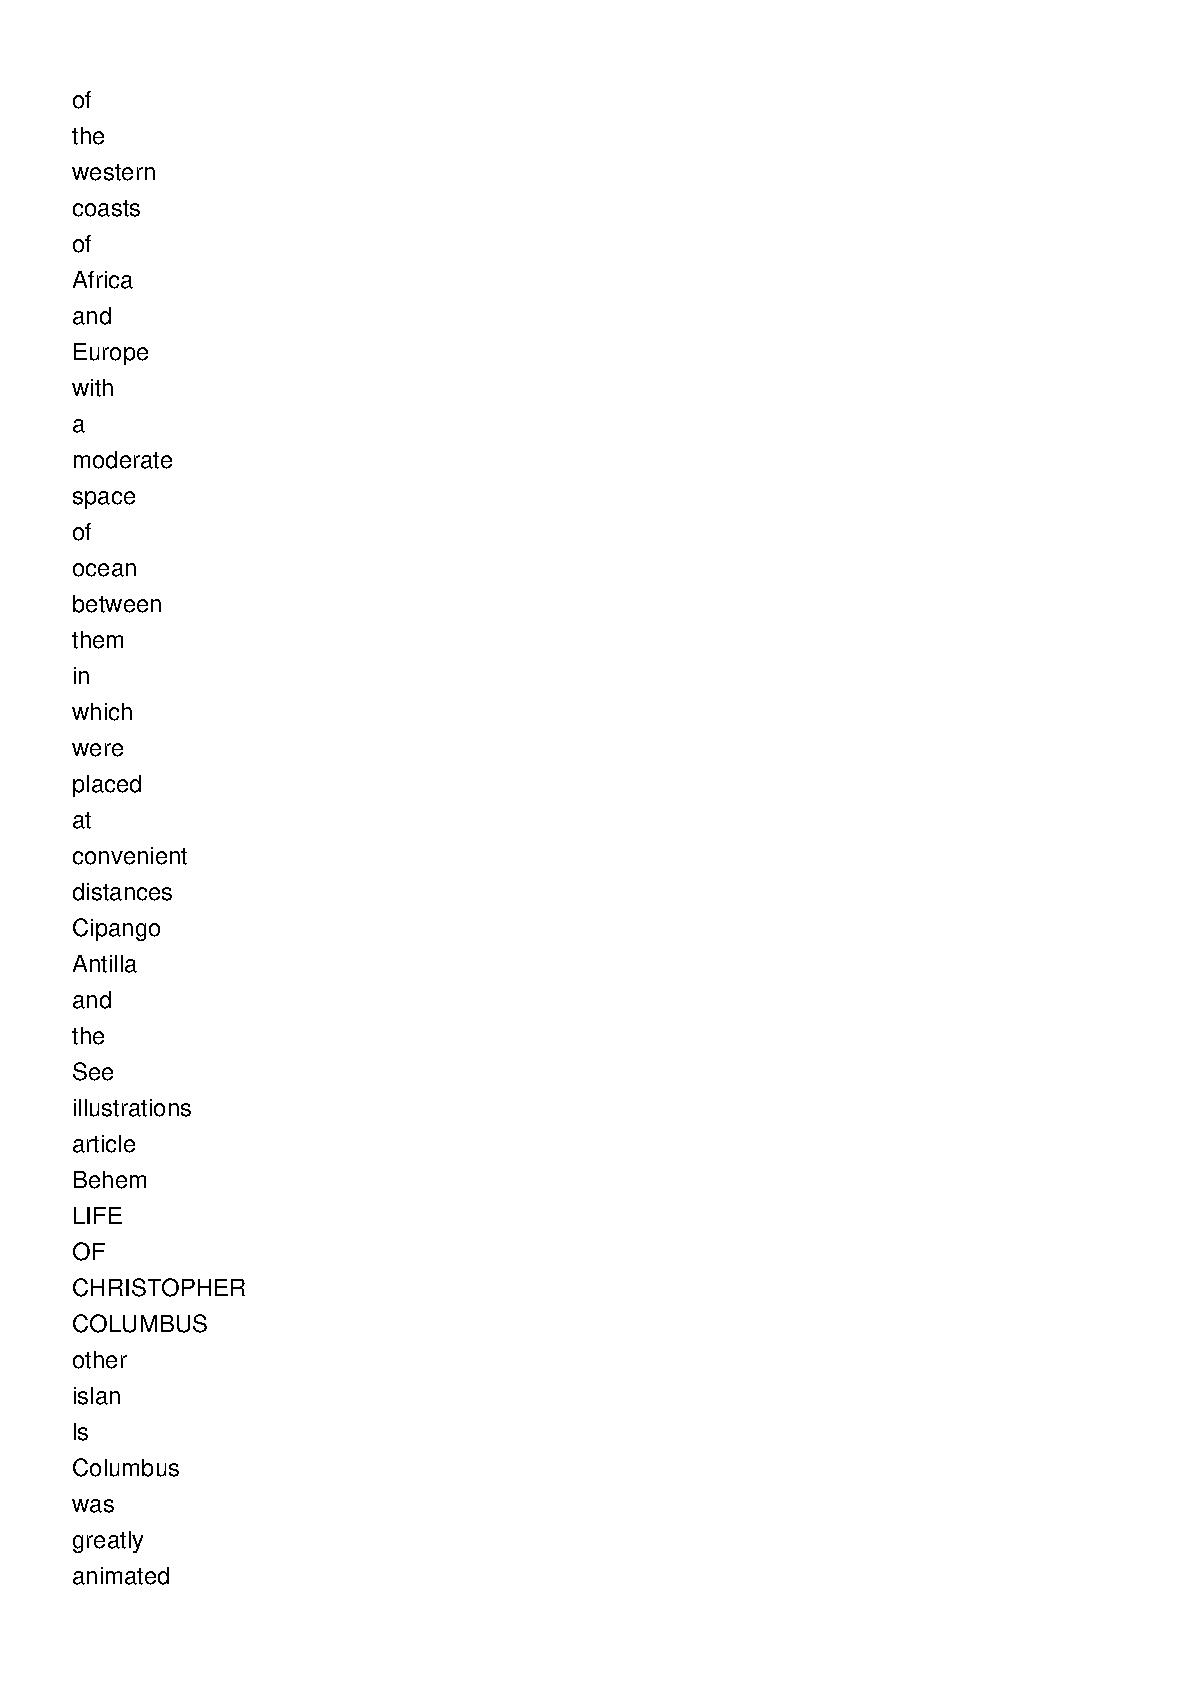 of
the
western
coasts
of
Africa
and
Europe
with
a
moderate
space
of
ocean
between
them
in
which
were
placed
at
convenient
distances
Cipango
Antilla
and
the
See
illustrations
article
Behem
LIFE
OF
CHRISTOPHER
COLUMBUS
other
islan
ls
Columbus
was
greatly
animated